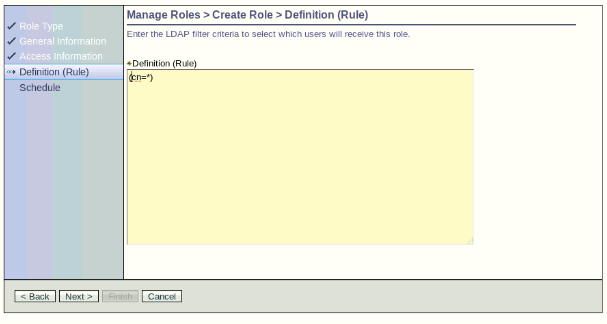 Manage Roles > Create Role > Definition (Rule)
Role Type
General Information
Access Information
Definition (Rule)
Schedule
Enter the LDAP filter criteria to select which users will receive this role.
Definition (Rule)
(cn=*)
< Back
Next >
Finish
Cancel